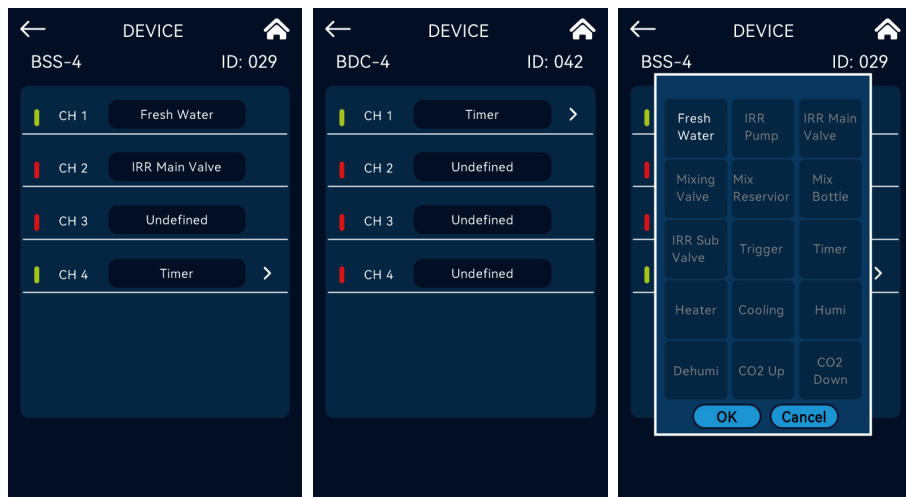 DEVICE
BSS-4 ID: 029
CH 1 Fresh Water
CH 2 IRR Main Valve
CH 3 Undefined
CH 4 Timer
DEVICE
BDC-4 ID: 042
CH 1 Timer
CH 2 Undefined
CH 3 Undefined
CH 4 Undefined
DEVICE
BSS-4 ID: 029
Fresh
Water
IRR
Pump
IRR Main
Valve
Mixing
Valve
Mix
Reservior
Mix
Bottle
IRR Sub
Valve
Trigger
Timer
Heater
Cooling
Humi
Dehumi
CO2 Up
CO2
Down
OK
Cancel